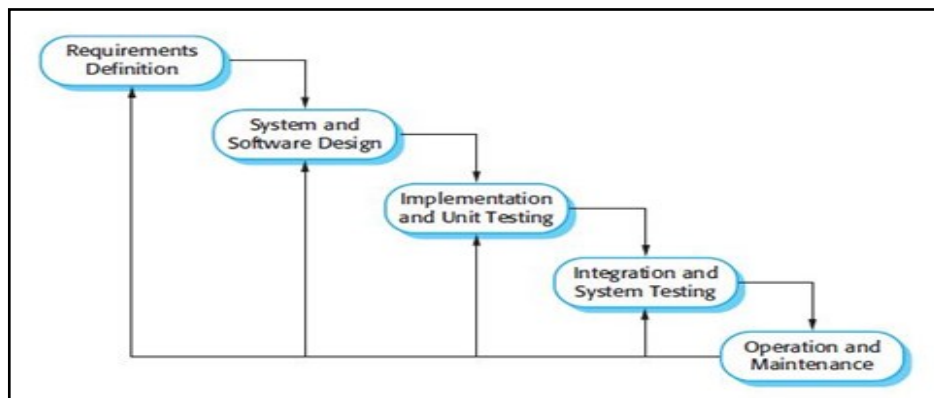 Requirements
Definition
System and
Software Design
Implementation
and Unit Testing
Integration and
System Testing
Operation and
Maintenance